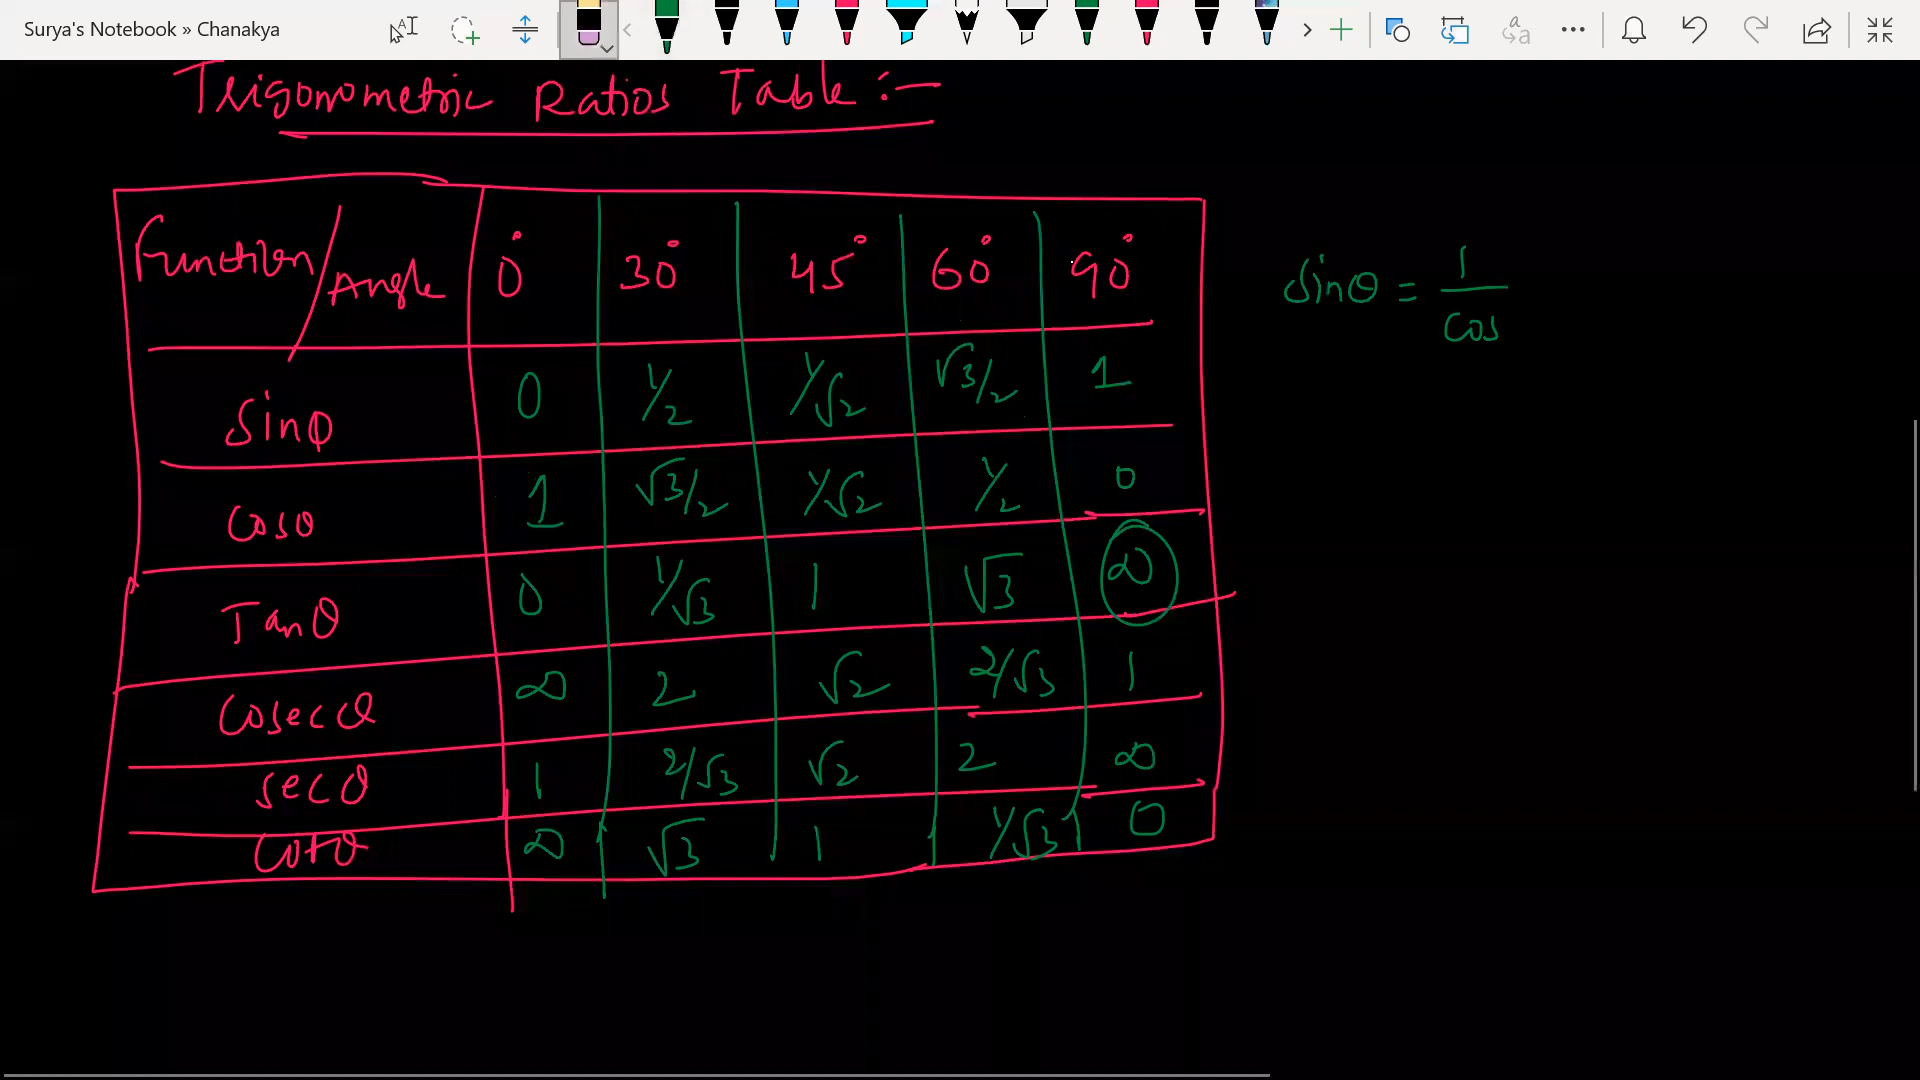 Surya's Notebook » Chanakya
Trigonometric Ratios Table :-
Function/Angle 0° 30° 45° 60° 90°
Sinθ 0 1/2 1/√2 √3/2 1
Cosθ 1 √3/2 1/√2 1/2 0
Tanθ 0 1/√3 1 √3 ∞
Cosecθ ∞ 2 √2 2/√3 1
Secθ 1 2/√3 √2 2 ∞
Cotθ ∞ √3 1 1/√3 0
Sinθ = 1/Cos